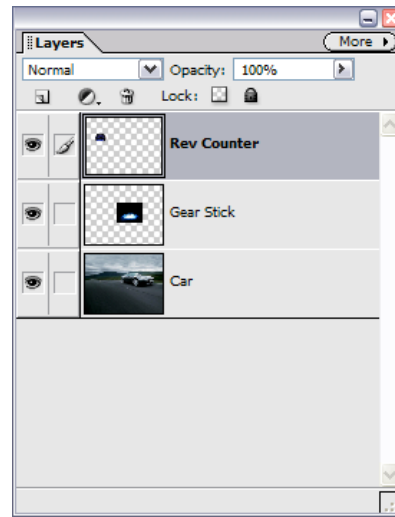 Layers
More
Normal Opacity: 100%
Lock:
Rev Counter
Gear Stick
Car